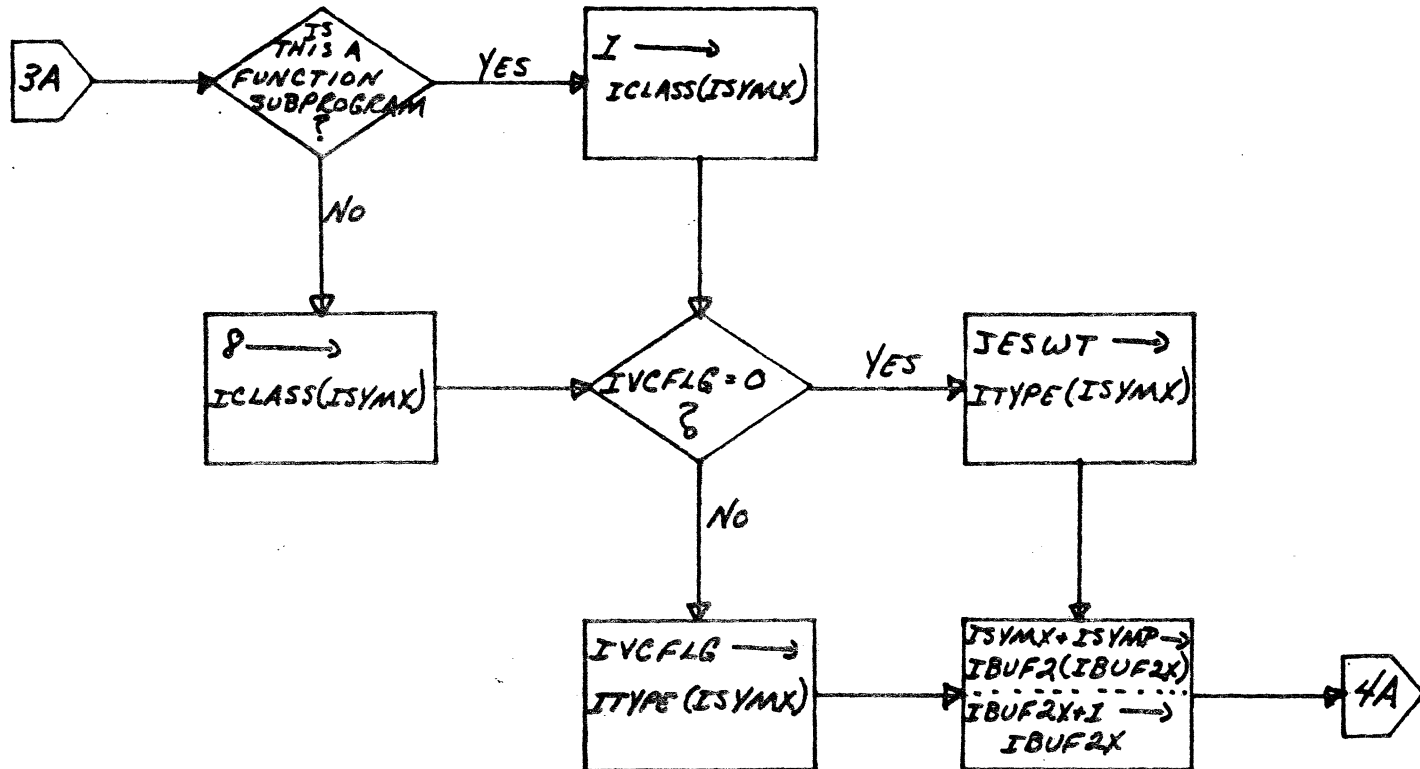 3A
IS
THIS A
FUNCTION
SUBPROGRAM
?
YES
I →
ICLASS(ISYMX)
NO
8 →
ICLASS(ISYMX)
IVCFLG = 0
?
YES
JESWT →
ITYPE(ISYMX)
NO
IVCFLG →
ITYPE(ISYMX)
ISYMX+ISYMP →
IBUF2(IBUF2X)
IBUF2X+I →
IBUF2X
4A